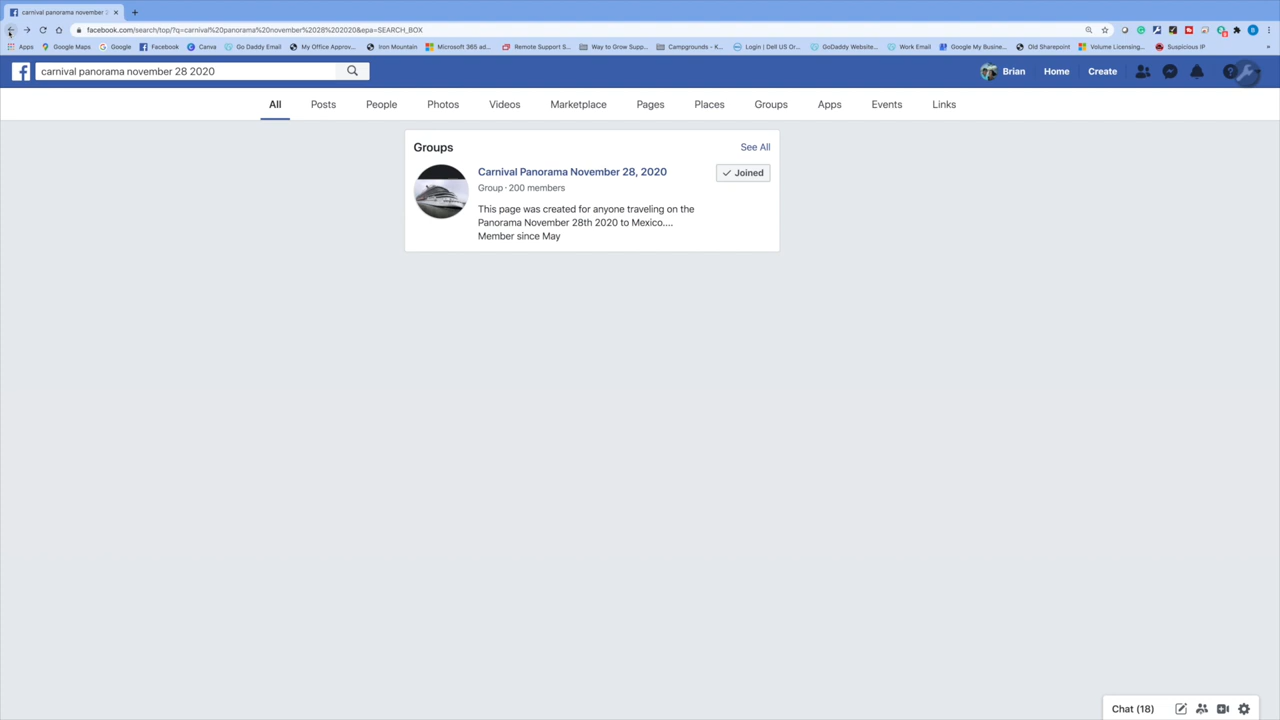 carnival panorama november 2
facebook.com/search/top/?q=carnival%20panorama%20november%2028%202020&epa=SEARCH_BOX
Apps Google Maps Google Facebook Canva Go Daddy Email My Office Approv... Iron Mountain Microsoft 365 ad... Remote Support S... Way to Grow Supp... Campgrounds - K... Login | Dell US Or... GoDaddy Website... Work Email Google My Busine... Old Sharepoint Volume Licensing... Suspicious IP
carnival panorama november 28 2020 Brian Home Create
All Posts People Photos Videos Marketplace Pages Places Groups Apps Events Links
Groups See All
Carnival Panorama November 28, 2020 Joined
Group · 200 members
This page was created for anyone traveling on the
Panorama November 28th 2020 to Mexico....
Member since May
Chat (18)